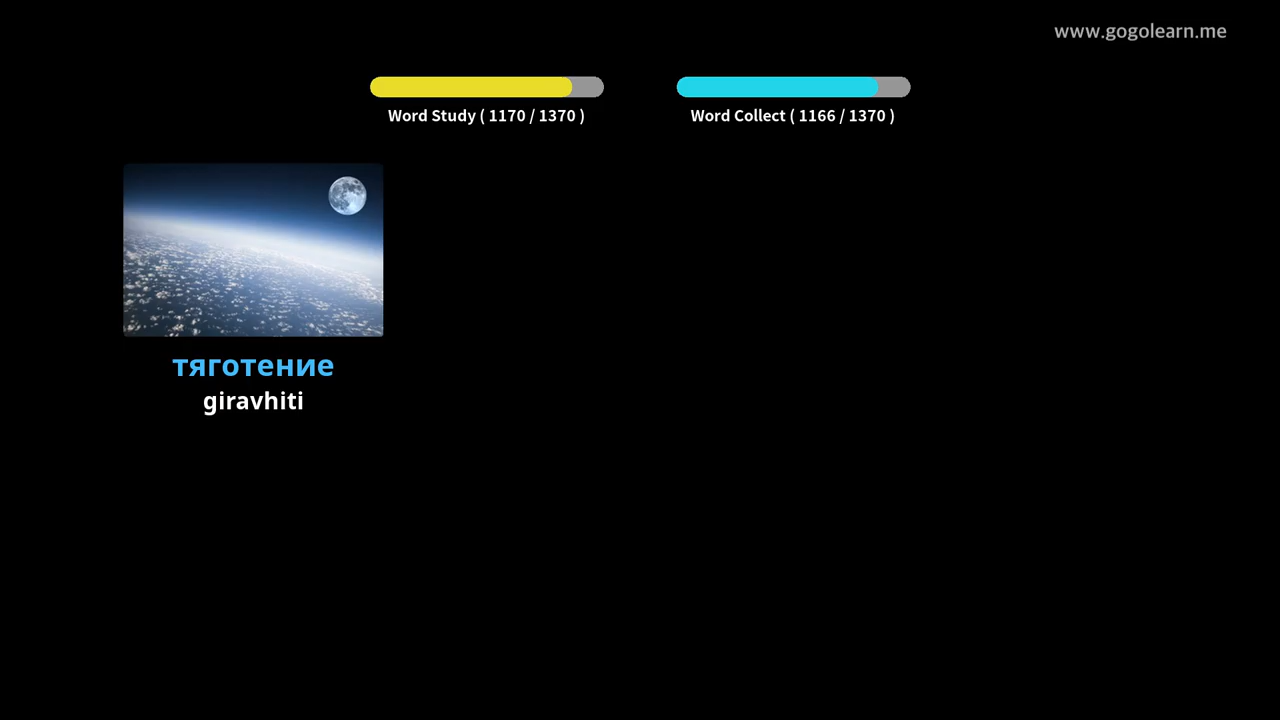 www.gogolearn.me
Word Study ( 1170 / 1370 )
Word Collect ( 1166 / 1370 )
тяготение
giravhiti